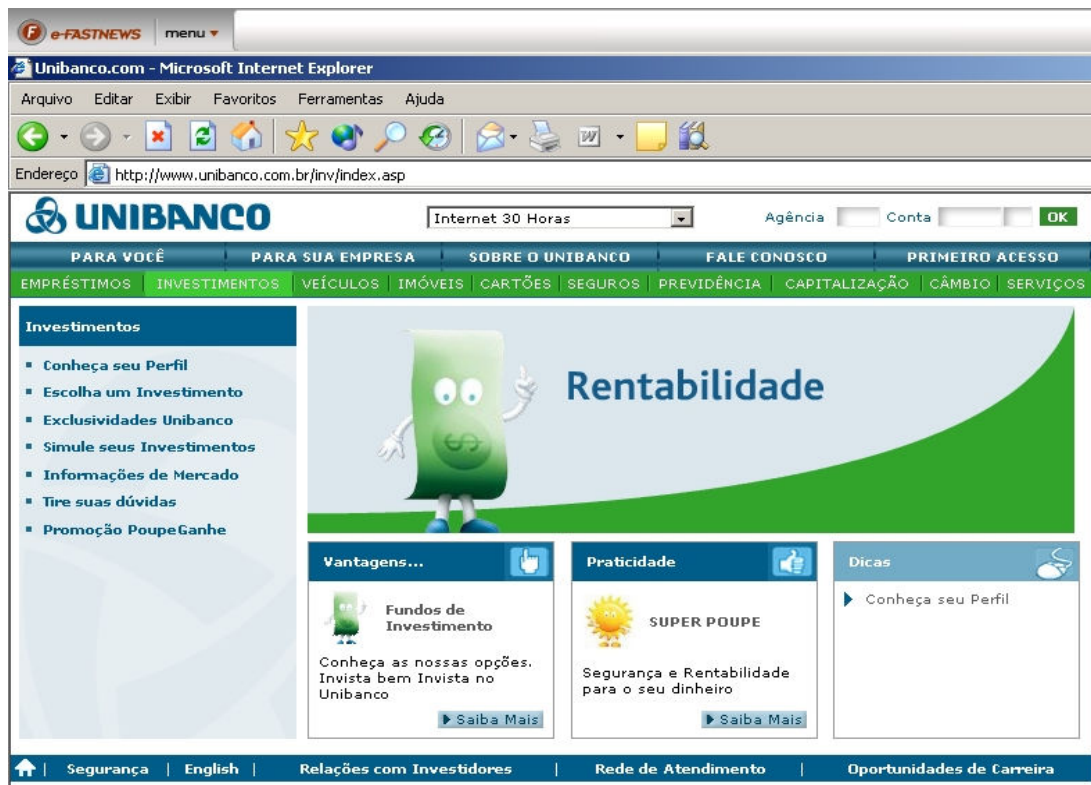 e-FASTNEWS menu
Unibanco.com - Microsoft Internet Explorer
Arquivo Editar Exibir Favoritos Ferramentas Ajuda
Endereço http://www.unibanco.com.br/inv/index.asp
UNIBANCO Internet 30 Horas Agência Conta OK
PARA VOCÊ PARA SUA EMPRESA SOBRE O UNIBANCO FALE CONOSCO PRIMEIRO ACESSO
EMPRÉSTIMOS INVESTIMENTOS VEÍCULOS IMÓVEIS CARTÕES SEGUROS PREVIDÊNCIA CAPITALIZAÇÃO CÂMBIO SERVIÇOS
Investimentos
Conheça seu Perfil
Escolha um Investimento
Exclusividades Unibanco
Simule seus Investimentos
Informações de Mercado
Tire suas dúvidas
Promoção PoupeGanhe
Rentabilidade
Vantagens...
Fundos de
Investimento
Conheça as nossas opções.
Invista bem Invista no
Unibanco
Saiba Mais
Praticidade
SUPER POUPE
Segurança e Rentabilidade
para o seu dinheiro
Saiba Mais
Dicas
Conheça seu Perfil
Segurança | English | Relações com Investidores | Rede de Atendimento | Oportunidades de Carreira